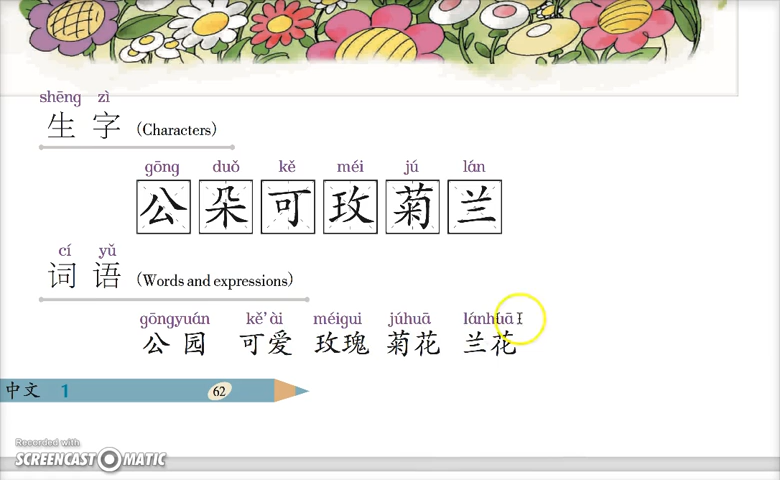 shēng zì
生 字 (Characters)
gōng duǒ kě méi jú lán
公 朵 可 玫 菊 兰
cí yǔ
词 语 (Words and expressions)
gōngyuán kě'ài méigui júhuā lánhuā
公 园 可爱 玫瑰 菊花 兰花
中文 1 62
Recorded with
SCREENCAST MATIC